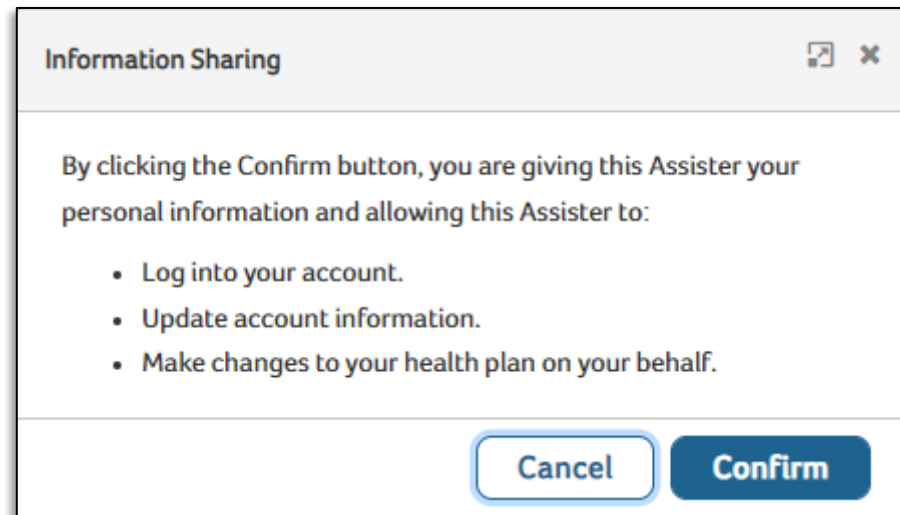 Information Sharing
By clicking the Confirm button, you are giving this Assister your
personal information and allowing this Assister to:
• Log into your account.
• Update account information.
• Make changes to your health plan on your behalf.
Cancel Confirm